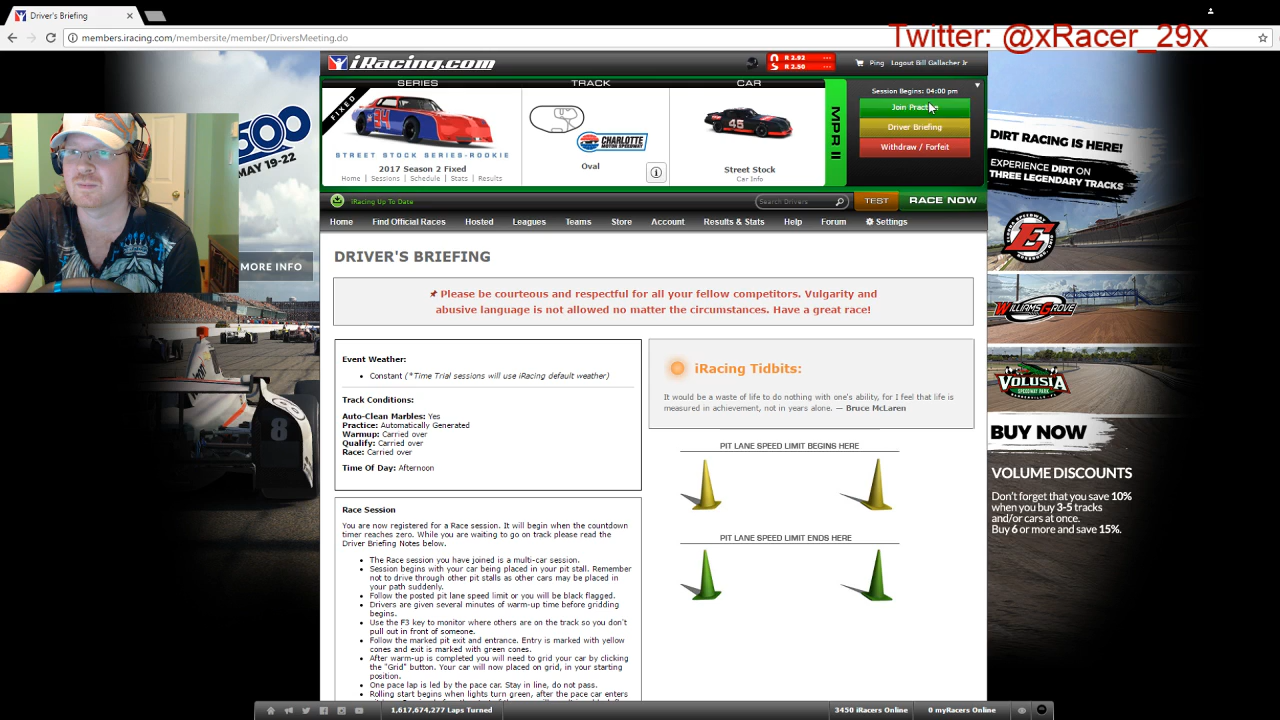 Driver's Briefing
members.iracing.com/membersite/member/DriversMeeting.do
Twitter: @xRacer_29x
iRacing.com
R 2.92
R 2.50
Ping Logout Bill Gallacher Jr
SERIES TRACK CAR
FIXED
34
STREET STOCK SERIES-ROOKIE
2017 Season 2 Fixed
Home | Sessions | Schedule | Stats | Results
CHARLOTTE
MOTOR SPEEDWAY
Oval
45
Street Stock
Car Info
MPR II
Session Begins: 04:00 pm
Join Practice
Driver Briefing
Withdraw / Forfeit
iRacing Up To Date
Search Drivers
TEST
RACE NOW
Home Find Official Races Hosted Leagues Teams Store Account Results & Stats Help Forum Settings
500
MAY 19-22
MORE INFO
8
DRIVER'S BRIEFING
Please be courteous and respectful for all your fellow competitors. Vulgarity and
abusive language is not allowed no matter the circumstances. Have a great race!
Event Weather:
Constant (*Time Trial sessions will use iRacing default weather)
Track Conditions:
Auto-Clean Marbles: Yes
Practice: Automatically Generated
Warmup: Carried over
Qualify: Carried over
Race: Carried over
Time Of Day: Afternoon
iRacing Tidbits:
It would be a waste of life to do nothing with one's ability, for I feel that life is
measured in achievement, not in years alone. — Bruce McLaren
PIT LANE SPEED LIMIT BEGINS HERE
PIT LANE SPEED LIMIT ENDS HERE
Race Session
You are now registered for a Race session. It will begin when the countdown
timer reaches zero. While you are waiting to go on track please read the
Driver Briefing Notes below.
The Race session you have joined is a multi-car session.
Session begins with your car being placed in your pit stall. Remember
not to drive through other pit stalls as other cars may be placed in
your path suddenly.
Follow the posted pit lane speed limit or you will be black flagged.
Drivers are given several minutes of warm-up time before gridding
begins.
Use the F3 key to monitor where others are on the track so you don't
pull out in front of someone.
Follow the marked pit exit and entrance. Entry is marked with yellow
cones and exit is marked with green cones.
After warm-up is completed you will need to grid your car by clicking
the "Grid" button. Your car will now placed on grid, in your starting
position.
One pace lap is led by the pace car. Stay in line, do not pass.
Rolling start begins when lights turn green, after the pace car enters
DIRT RACING IS HERE!
EXPERIENCE DIRT ON
THREE LEGENDARY TRACKS
E
WILLIAMS GROVE
VOLUSIA
SPEEDWAY PARK
BUY NOW
VOLUME DISCOUNTS
Don't forget that you save 10%
when you buy 3-5 tracks
and/or cars at once.
Buy 6 or more and save 15%.
1,617,674,277 Laps Turned
3450 iRacers Online
0 myRacers Online